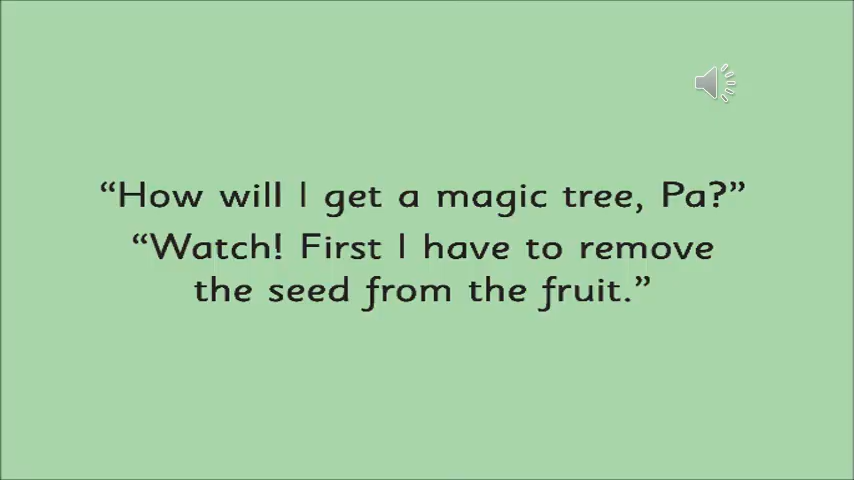 “How will I get a magic tree, Pa?”
“Watch! First I have to remove
the seed from the fruit.”